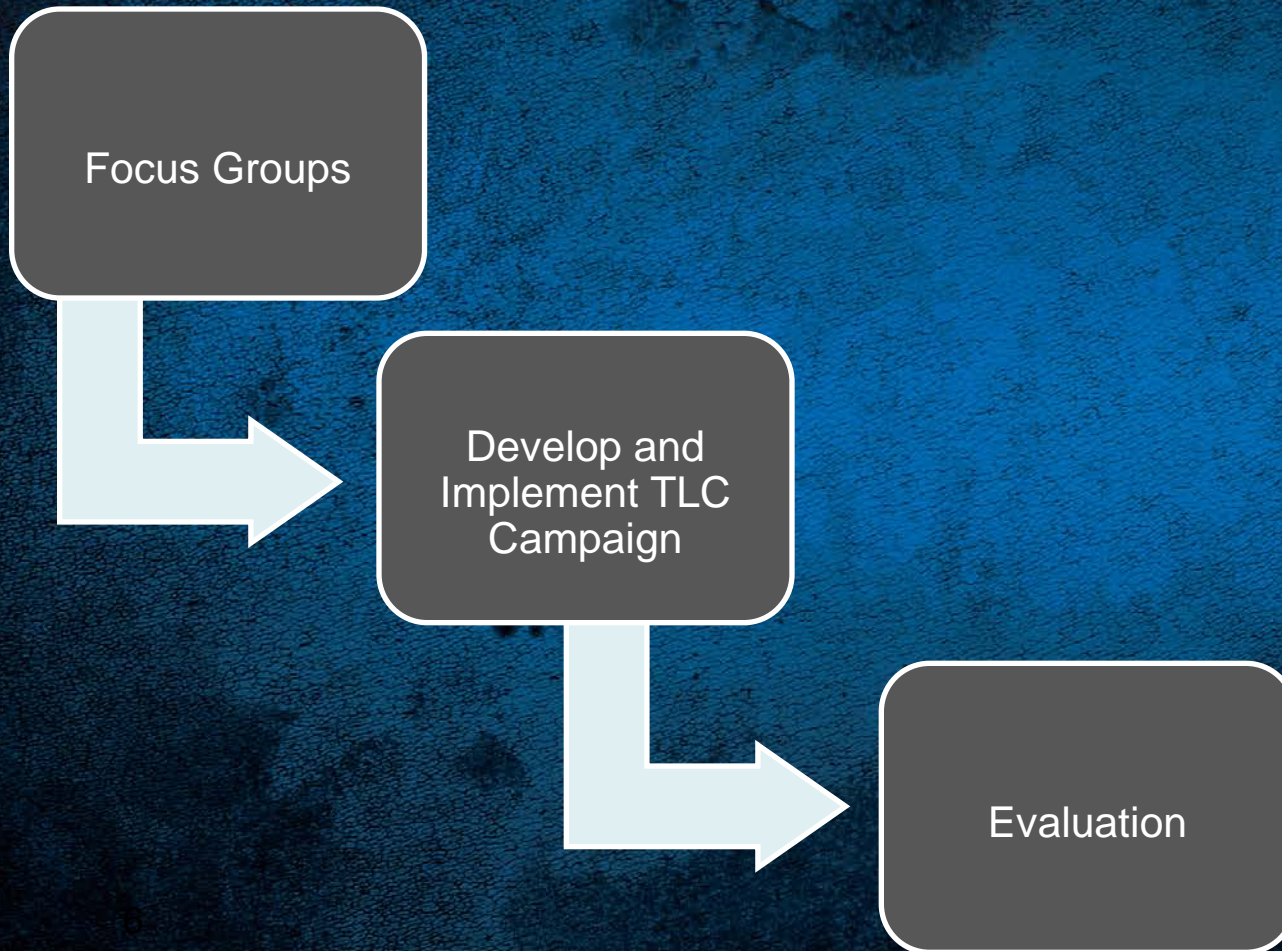 Focus Groups
Develop and
Implement TLC
Campaign
Evaluation